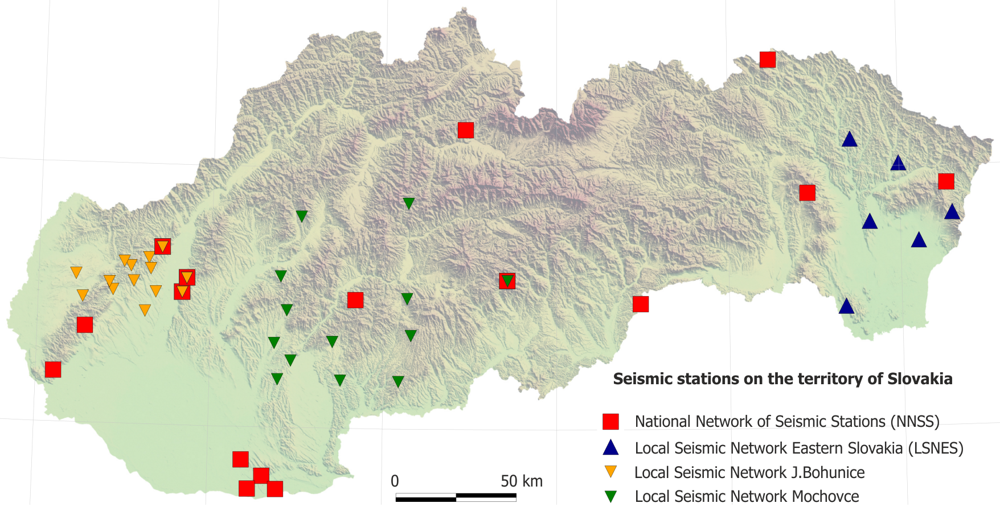 Seismic stations on the territory of Slovakia
National Network of Seismic Stations (NNSS)
Local Seismic Network Eastern Slovakia (LSNES)
Local Seismic Network J.Bohunice
Local Seismic Network Mochovce
0 50 km